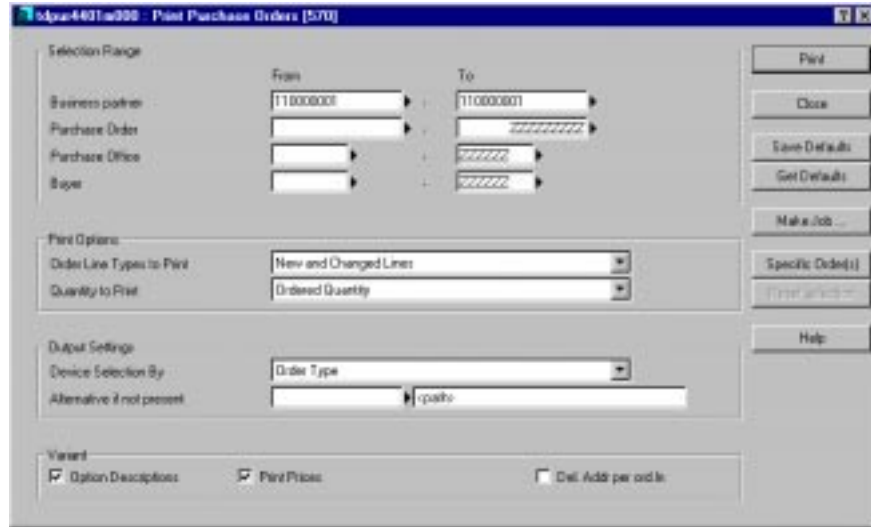 tdpur4401m000 : Print Purchase Orders [570]
Selection Range
From To
Business partner 110000001 - 110000001
Purchase Order - ZZZZZZZZZ
Purchase Office - ZZZZZZ
Buyer - ZZZZZZ
Print Options
Order Line Types to Print New and Changed Lines
Quantity to Print Ordered Quantity
Output Settings
Device Selection By Order Type
Alternative if not present <path>
Variant
Option Descriptions Print Prices Del. Addr per ord.ln
Print
Close
Save Defaults
Get Defaults
Make Job ...
Specific Order(s)
Help